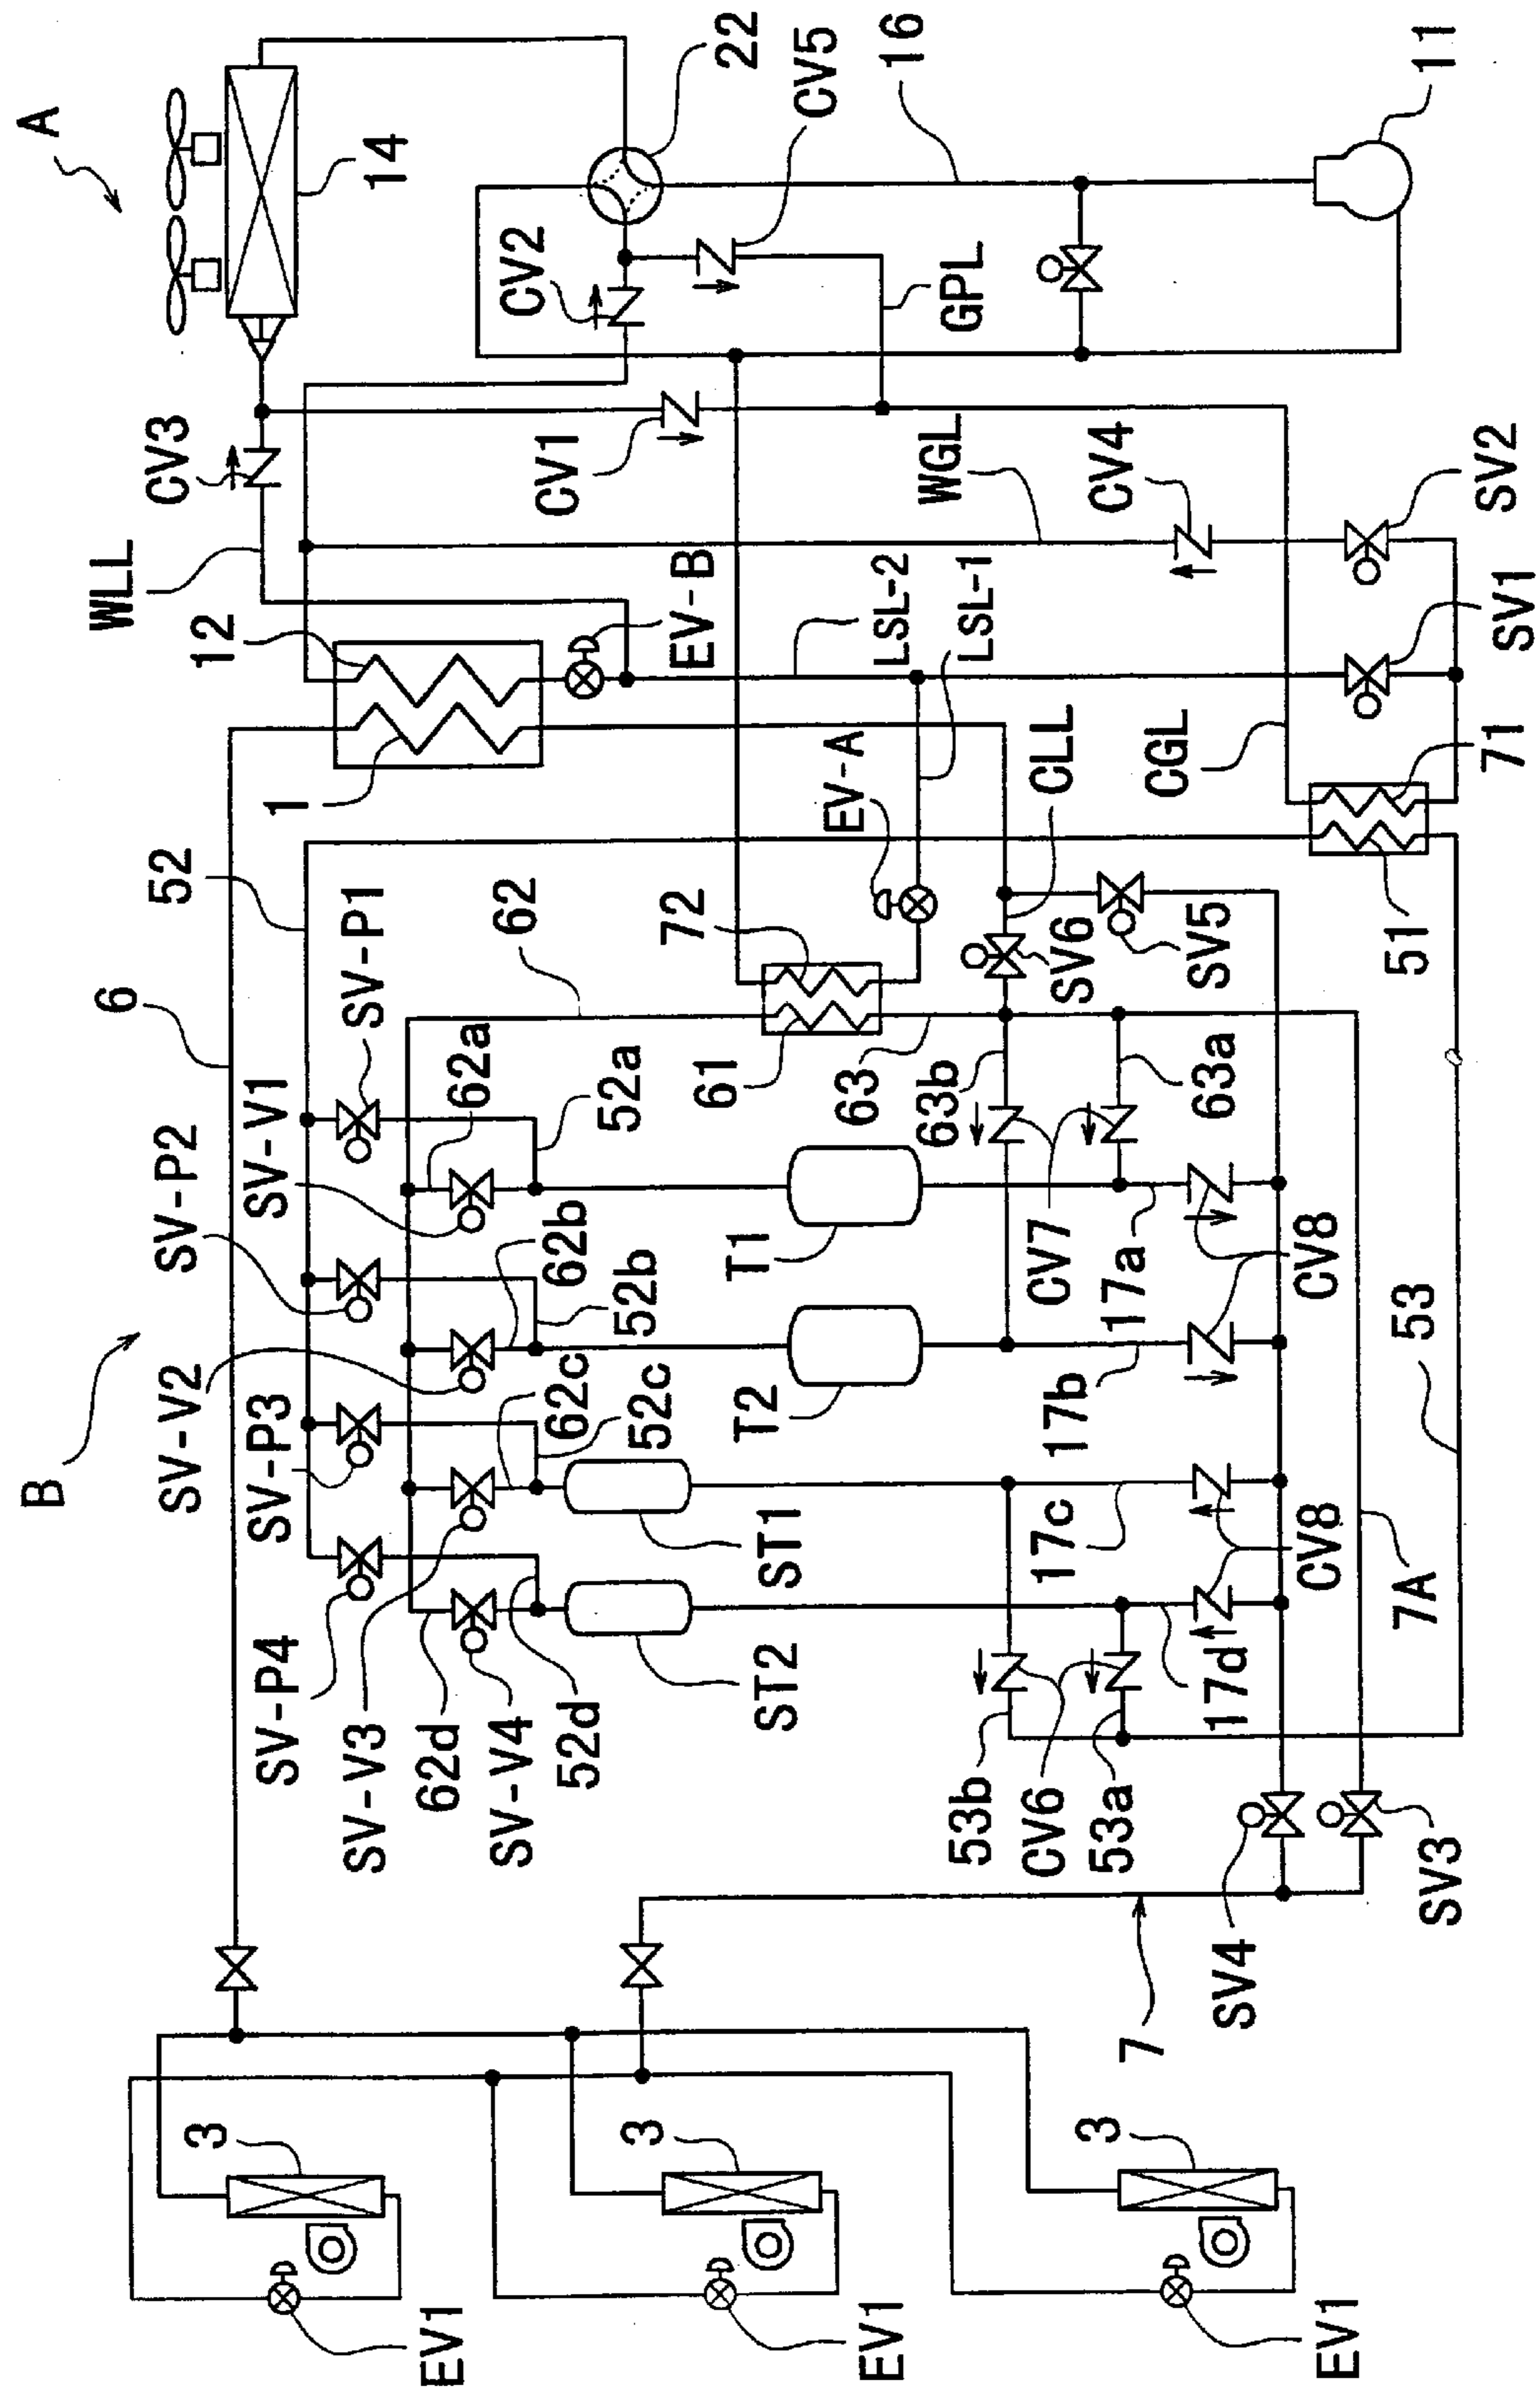 A
14
22
CV5
16
11
CV3
CV2
GPL
CV1
WGL
CV4
SV2
WLL
12
EV-B
LSL-2
LSL-1
SV1
1
EV-A
CLL
CGL
71
52
62
72
SV6
SV5
51
6
SV-P1
62a
52a
61
63
63b
63a
SV-V1
SV-P2
62b
52b
T1
CV7
17a
CV8
53
B
SV-V2
SV-P3
62c
52c
T2
17b
ST1
17c
CV8
7A
SV-P4
SV-V3
62d
SV-V4
52d
ST2
17d
53b
CV6
53a
SV3
SV4
7
3
3
3
EV1
EV1
EV1